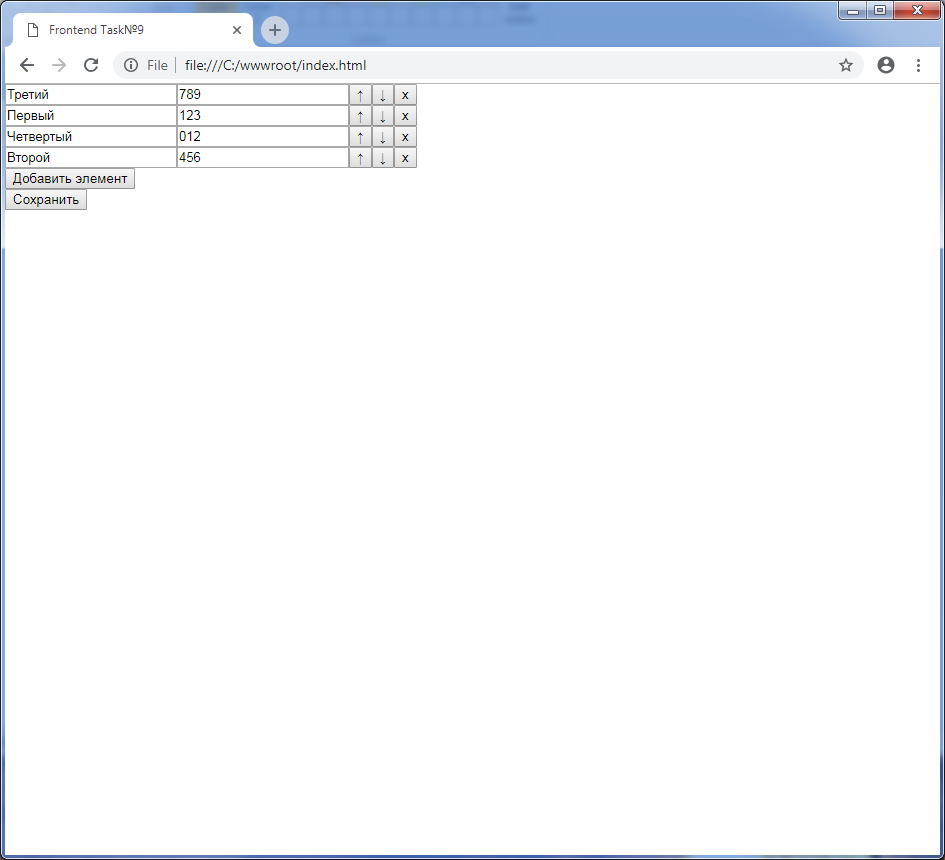 Frontend Task№9
File file:///C:/wwwroot/index.html
Третий 789 ↑ ↓ x
Первый 123 ↑ ↓ x
Четвертый 012 ↑ ↓ x
Второй 456 ↑ ↓ x
Добавить элемент
Сохранить